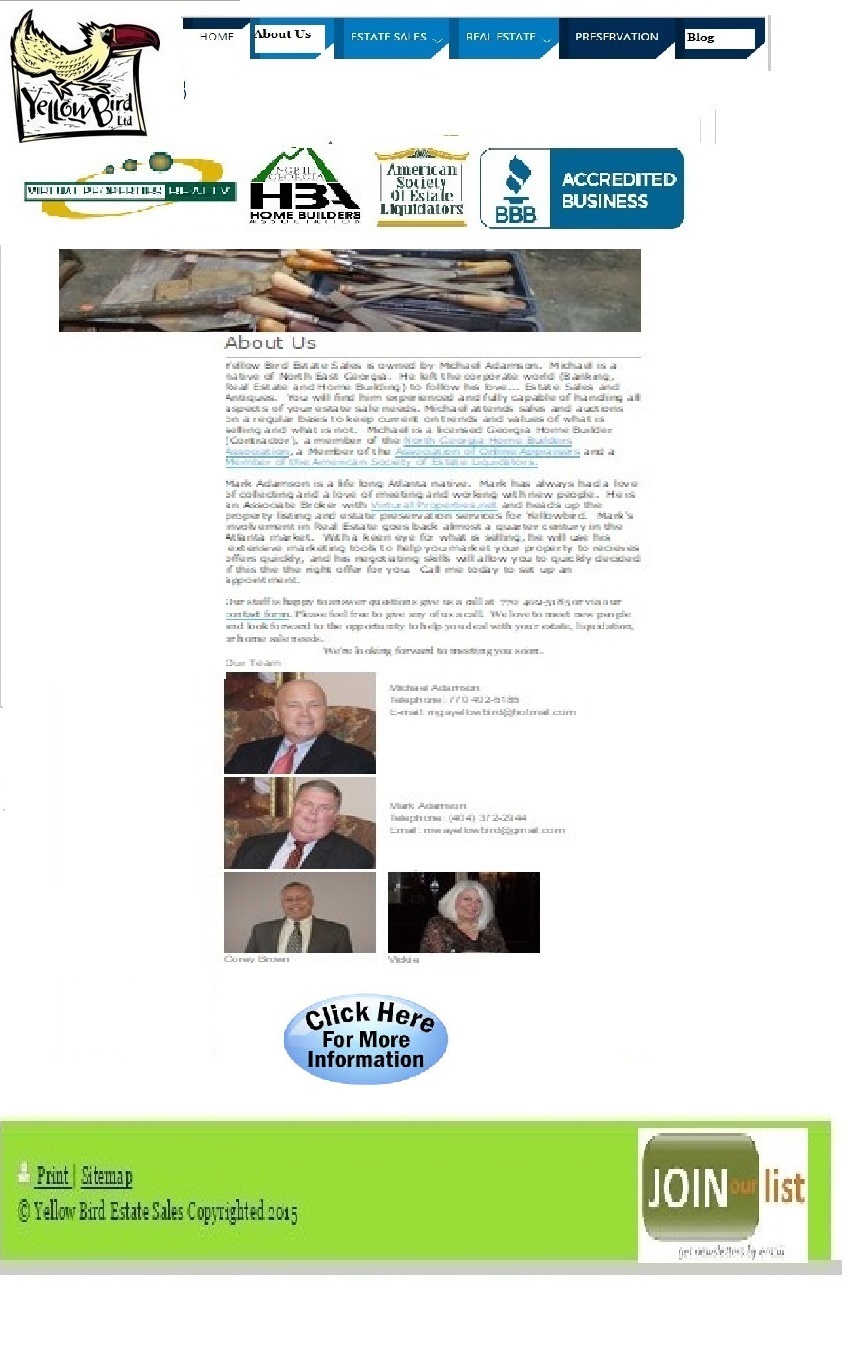 HOME
About Us
ESTATE SALES
REAL ESTATE
PRESERVATION
Blog
Yellow Bird
Ltd
VIRTUAL PROPERTIES REALTY
NORTH
GEORGIA
HBA
HOME BUILDERS
ASSOCIATION
American
Society
Of Estate
Liquidators
BBB
ACCREDITED
BUSINESS
About Us
Yellow Bird Estate Sales is owned by Michael Adamson. Michael is a
native of North East Georgia. He left the corporate world (Banking,
Real Estate and Home Building) to follow his love... Estate Sales and
Antiques. You will find him experienced and fully capable of handling all
aspects of your estate sale needs. Michael attends sales and auctions
on a regular basis to keep current on trends and values of what is
selling and what is not. Michael is a licensed Georgia Home Builder
(Contractor), a member of the North Georgia Home Builders
Association, a Member of the Association of Online Appraisers and a
Member of the American Society of Estate Liquidators.
Mark Adamson is a life long Atlanta native. Mark has always had a love
of collecting and a love of meeting and working with new people. He is
an Associate Broker with Virtural Properties.net and heads up the
property listing and estate preservation services for Yellowbird. Mark's
involvement in Real Estate goes back almost a quarter century in the
Atlanta market. With a keen eye for what is selling, he will use his
extensive marketing tools to help you market your property to recieves
offers quickly, and his negotiating skills will allow you to quickly decided
if this the the right offer for you. Call me today to set up an
appointment.
Our staff is happy to answer questions give us a call at 770-402-5185 or via our
contact form. Please feel free to give any of us a call. We love to meet new people
and look forward to the opportunity to help you deal with your estate, liquidation,
or home sale needs.
We're looking forward to meeting you soon.
Our Team
Michael Adamson
Telephone: 770 402-5185
E-mail: mgayellowbird@hotmail.com
Mark Adamson
Telephone: (404) 372-2944
Email: mwayellowbird@gmail.com
Corey Brown
Vickie
Click Here
For More
Information
Print | Sitemap
© Yellow Bird Estate Sales Copyrighted 2015
JOIN our list
get newsletters by email